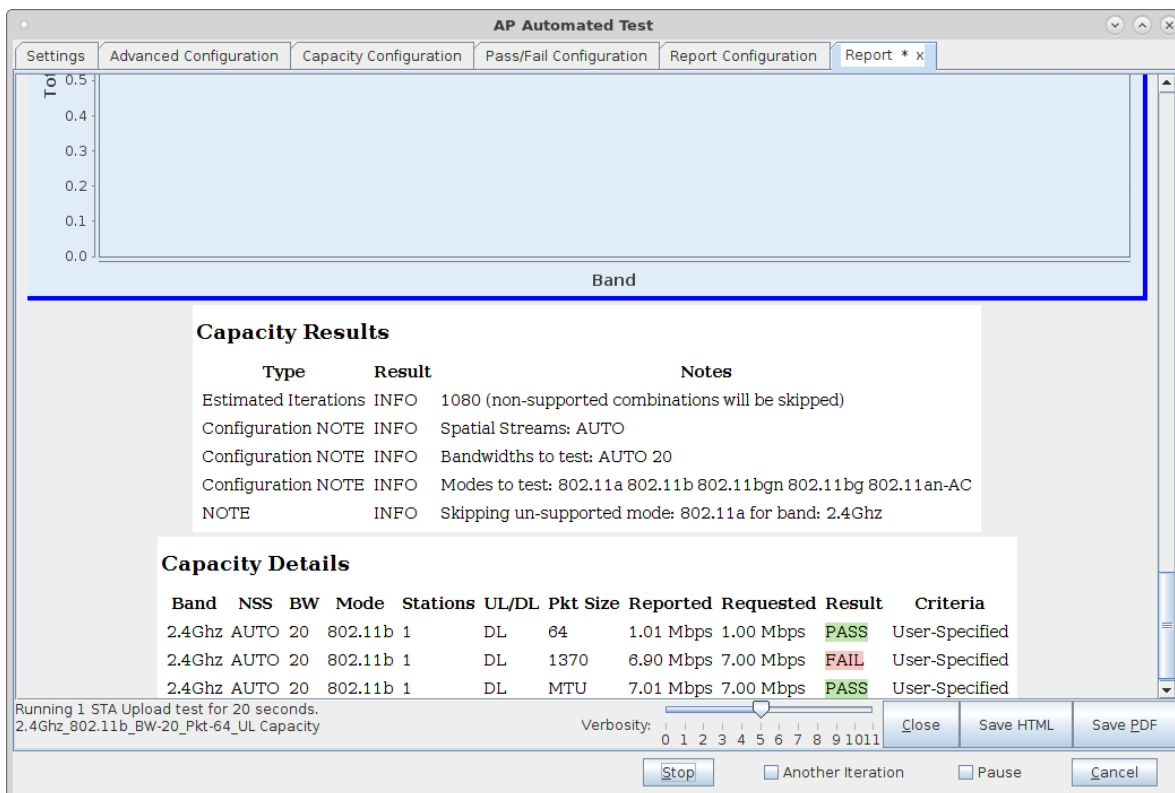 AP Automated Test
Settings Advanced Configuration Capacity Configuration Pass/Fail Configuration Report Configuration Report * x
0.5
0.4
0.3
0.2
0.1
0.0
Band
Capacity Results
Type Result Notes
Estimated Iterations INFO 1080 (non-supported combinations will be skipped)
Configuration NOTE INFO Spatial Streams: AUTO
Configuration NOTE INFO Bandwidths to test: AUTO 20
Configuration NOTE INFO Modes to test: 802.11a 802.11b 802.11bgn 802.11bg 802.11an-AC
NOTE INFO Skipping un-supported mode: 802.11a for band: 2.4Ghz
Capacity Details
Band NSS BW Mode Stations UL/DL Pkt Size Reported Requested Result Criteria
2.4Ghz AUTO 20 802.11b 1 DL 64 1.01 Mbps 1.00 Mbps PASS User-Specified
2.4Ghz AUTO 20 802.11b 1 DL 1370 6.90 Mbps 7.00 Mbps FAIL User-Specified
2.4Ghz AUTO 20 802.11b 1 DL MTU 7.01 Mbps 7.00 Mbps PASS User-Specified
Running 1 STA Upload test for 20 seconds.
2.4Ghz_802.11b_BW-20_Pkt-64_UL Capacity
Verbosity: 0 1 2 3 4 5 6 7 8 9 10 11
Close Save HTML Save PDF
Stop Another Iteration Pause Cancel